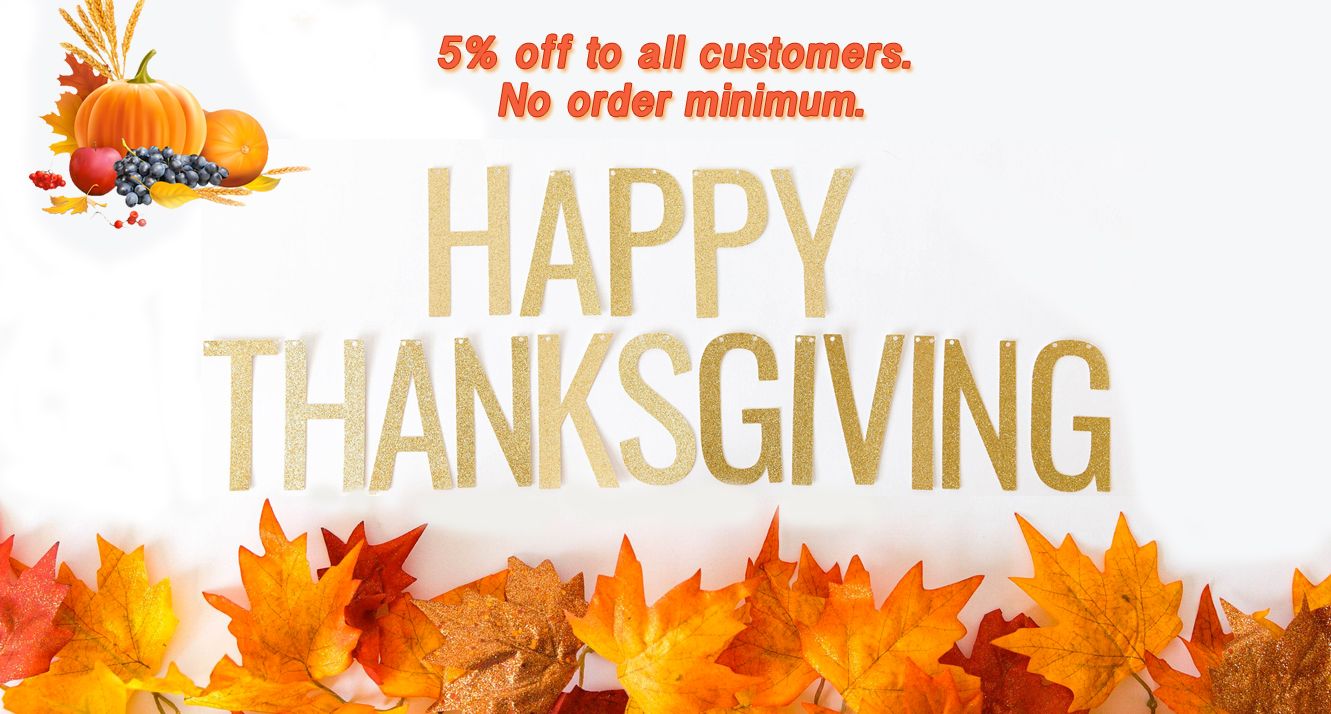 5% off to all customers.
No order minimum.
HAPPY
THANKSGIVING